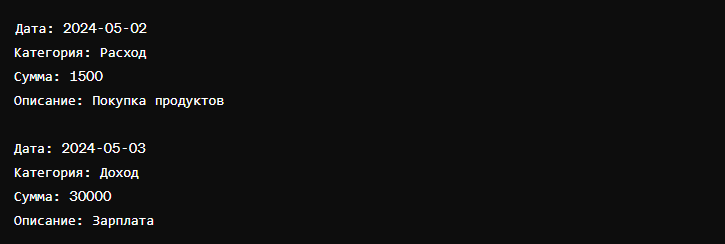 Дата: 2024-05-02
Категория: Расход
Сумма: 1500
Описание: Покупка продуктов
Дата: 2024-05-03
Категория: Доход
Сумма: 30000
Описание: Зарплата